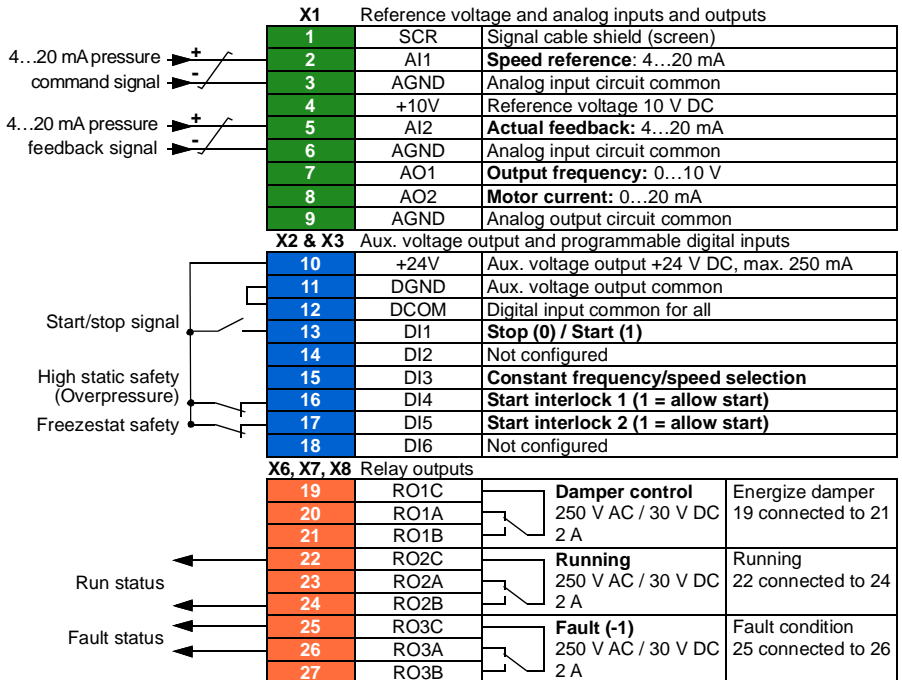 X1 Reference voltage and analog inputs and outputs
1 SCR Signal cable shield (screen)
4…20 mA pressure + 2 AI1 Speed reference: 4…20 mA
command signal - 3 AGND Analog input circuit common
4 +10V Reference voltage 10 V DC
4…20 mA pressure + 5 AI2 Actual feedback: 4…20 mA
feedback signal - 6 AGND Analog input circuit common
7 AO1 Output frequency: 0…10 V
8 AO2 Motor current: 0…20 mA
9 AGND Analog output circuit common
X2 & X3 Aux. voltage output and programmable digital inputs
10 +24V Aux. voltage output +24 V DC, max. 250 mA
11 DGND Aux. voltage output common
12 DCOM Digital input common for all
Start/stop signal 13 DI1 Stop (0) / Start (1)
14 DI2 Not configured
High static safety 15 DI3 Constant frequency/speed selection
(Overpressure) 16 DI4 Start interlock 1 (1 = allow start)
Freezestat safety 17 DI5 Start interlock 2 (1 = allow start)
18 DI6 Not configured
X6, X7, X8 Relay outputs
19 RO1C Damper control Energize damper
20 RO1A 250 V AC / 30 V DC 19 connected to 21
21 RO1B 2 A
22 RO2C Running Running
Run status 23 RO2A 250 V AC / 30 V DC 22 connected to 24
24 RO2B 2 A
25 RO3C Fault (-1) Fault condition
Fault status 26 RO3A 250 V AC / 30 V DC 25 connected to 26
27 RO3B 2 A